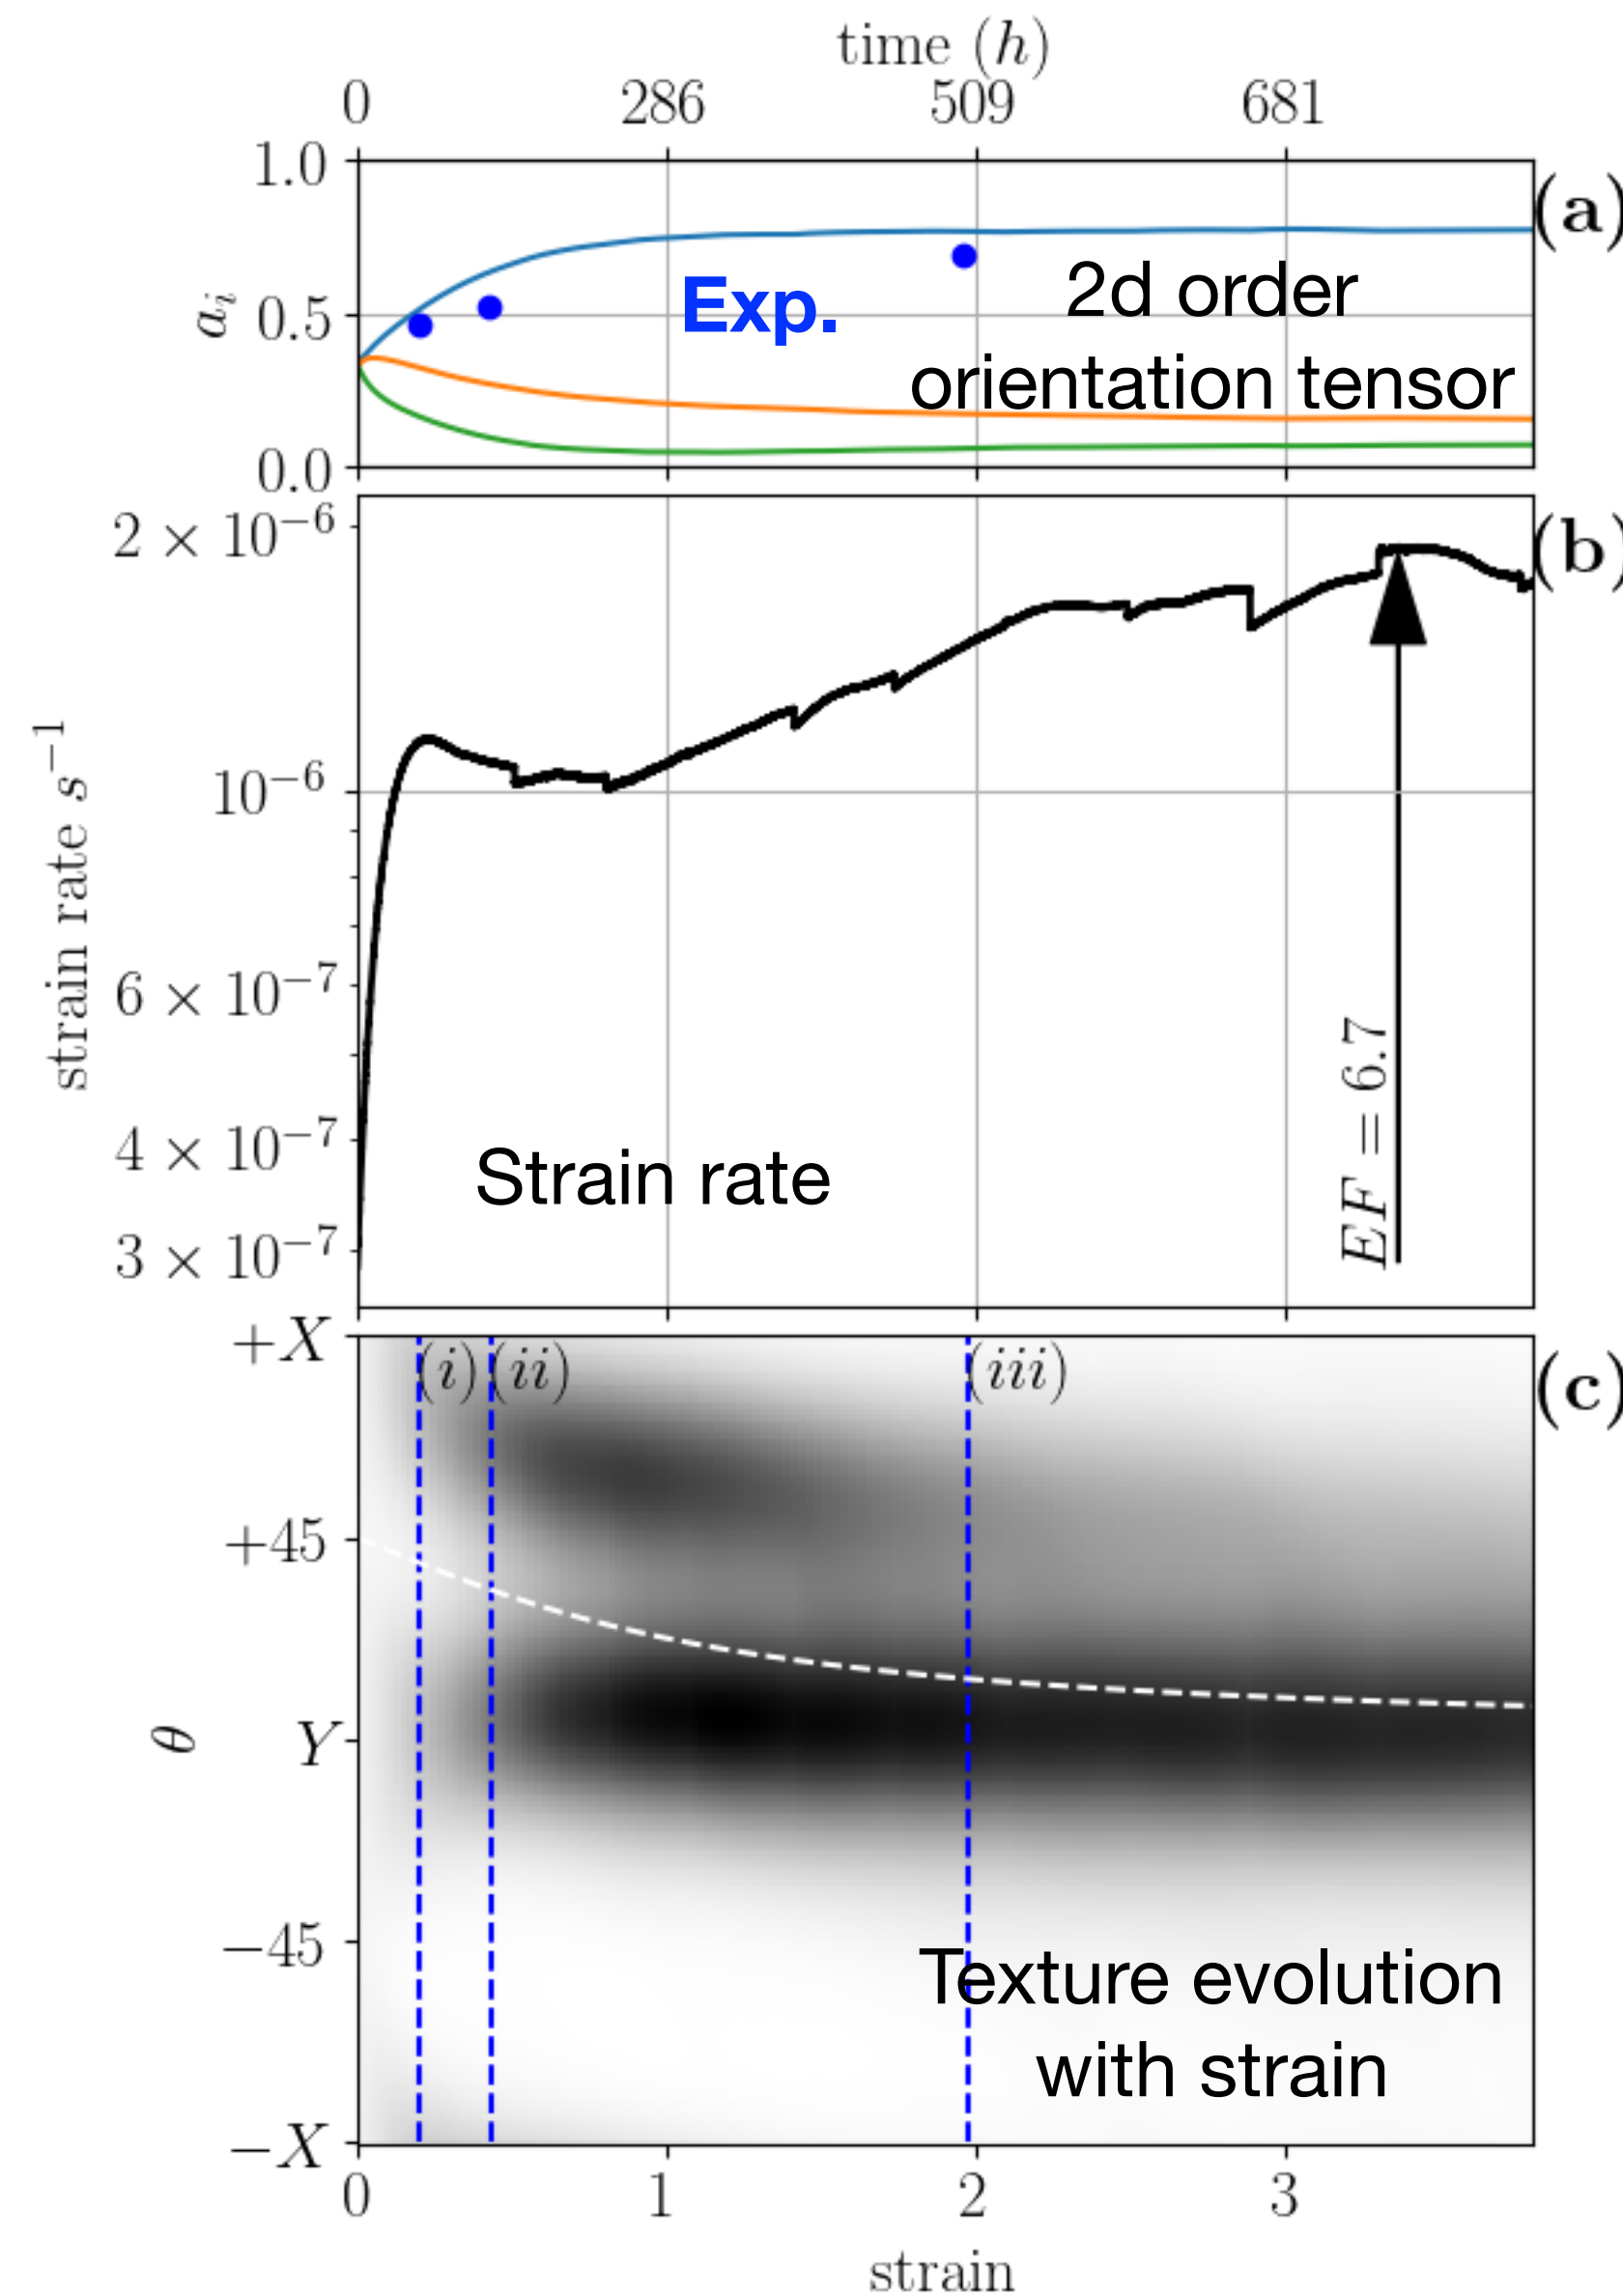 time (h)
0 286 509 681
(a)
1.0
0.5
0.0
a_i
Exp.
2d order
orientation tensor
(b)
2 × 10⁻⁶
10⁻⁶
6 × 10⁻⁷
4 × 10⁻⁷
3 × 10⁻⁷
strain rate s⁻¹
Strain rate
EF = 6.7
(c)
+X
+45
Y
−45
−X
θ
(i) (ii) (iii)
Texture evolution
with strain
0 1 2 3
strain